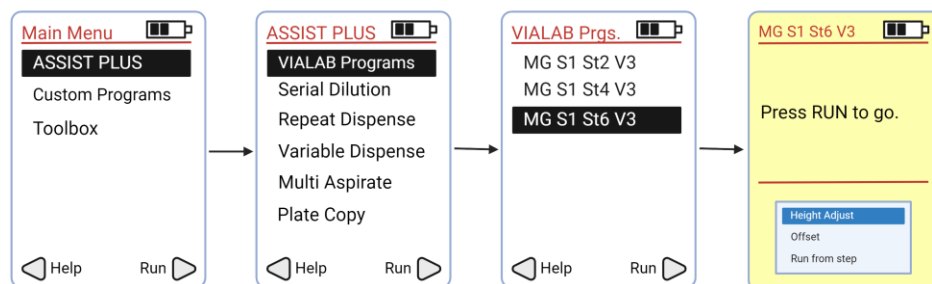 Main Menu
ASSIST PLUS
Custom Programs
Toolbox
Help
Run
ASSIST PLUS
VIALAB Programs
Serial Dilution
Repeat Dispense
Variable Dispense
Multi Aspirate
Plate Copy
Help
Run
VIALAB Prgs.
MG S1 St2 V3
MG S1 St4 V3
MG S1 St6 V3
Help
Run
MG S1 St6 V3
Press RUN to go.
Height Adjust
Offset
Run from step